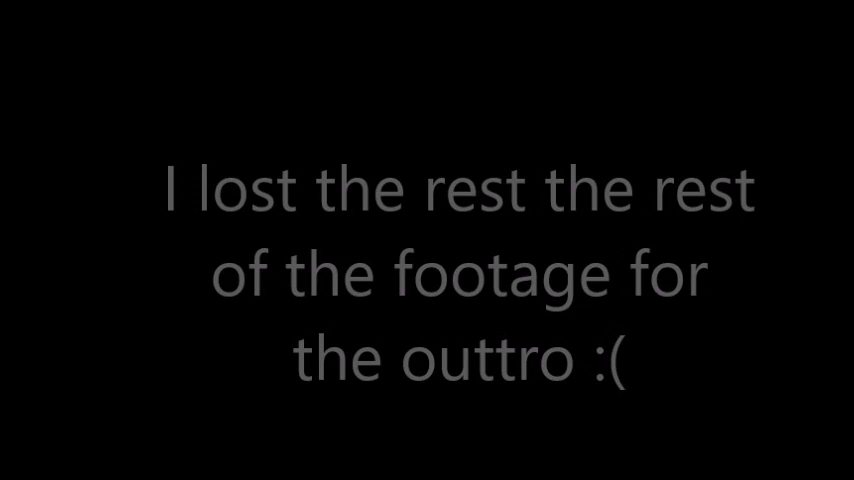 I lost the rest the rest
of the footage for
the outtro :(